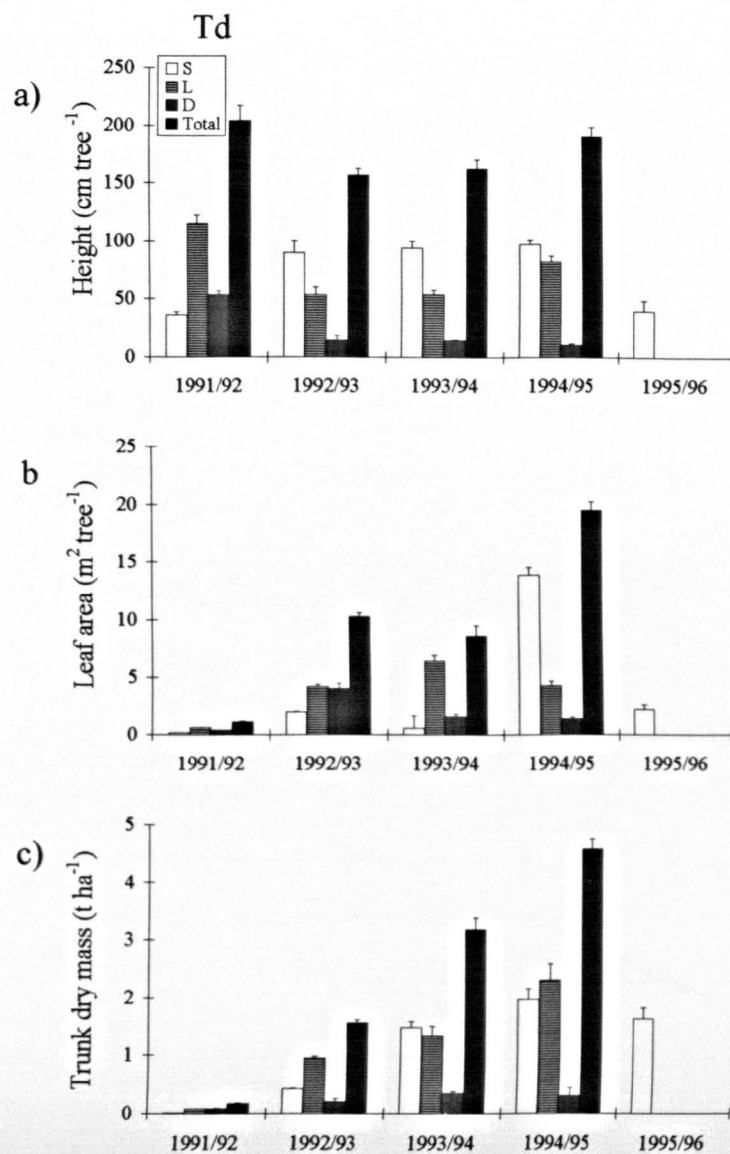 Td
a)
Height (cm tree⁻¹)
250
200
150
100
50
0
S
L
D
Total
1991/92 1992/93 1993/94 1994/95 1995/96
b
Leaf area (m² tree⁻¹)
25
20
15
10
5
0
1991/92 1992/93 1993/94 1994/95 1995/96
c)
Trunk dry mass (t ha⁻¹)
5
4
3
2
1
0
1991/92 1992/93 1993/94 1994/95 1995/96